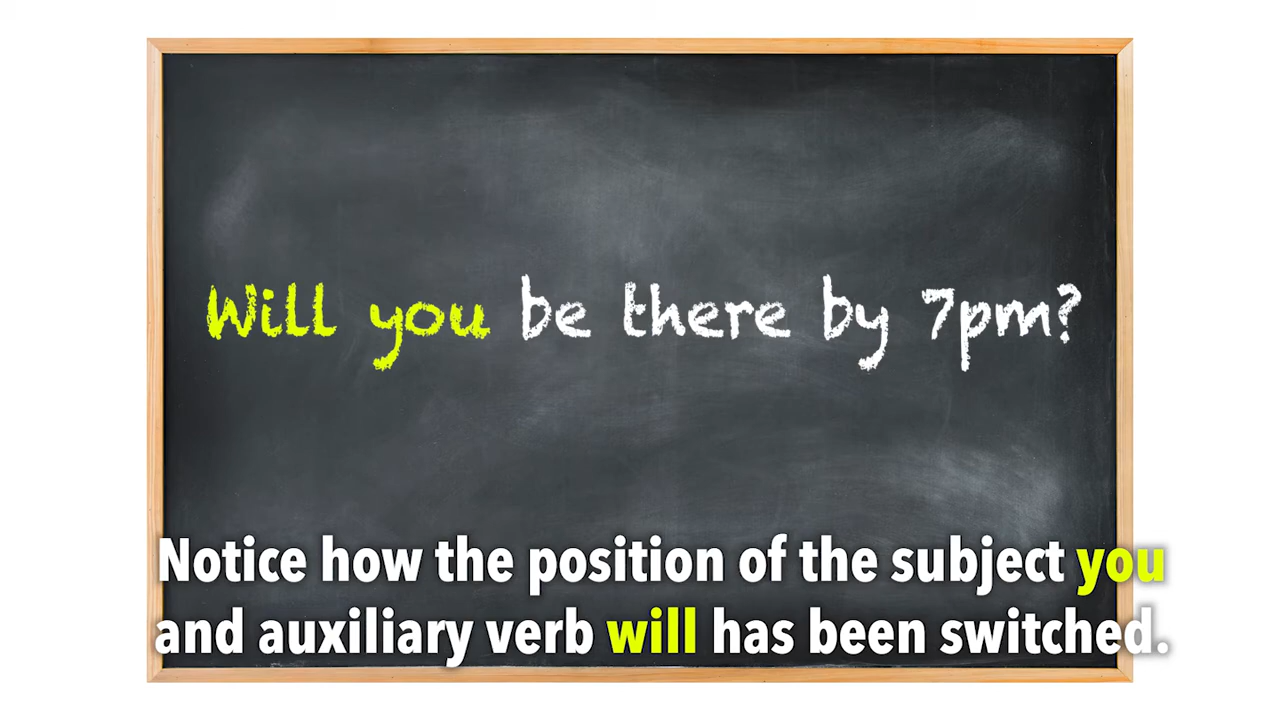 Will you be there by 7pm?
Notice how the position of the subject you
and auxiliary verb will has been switched.